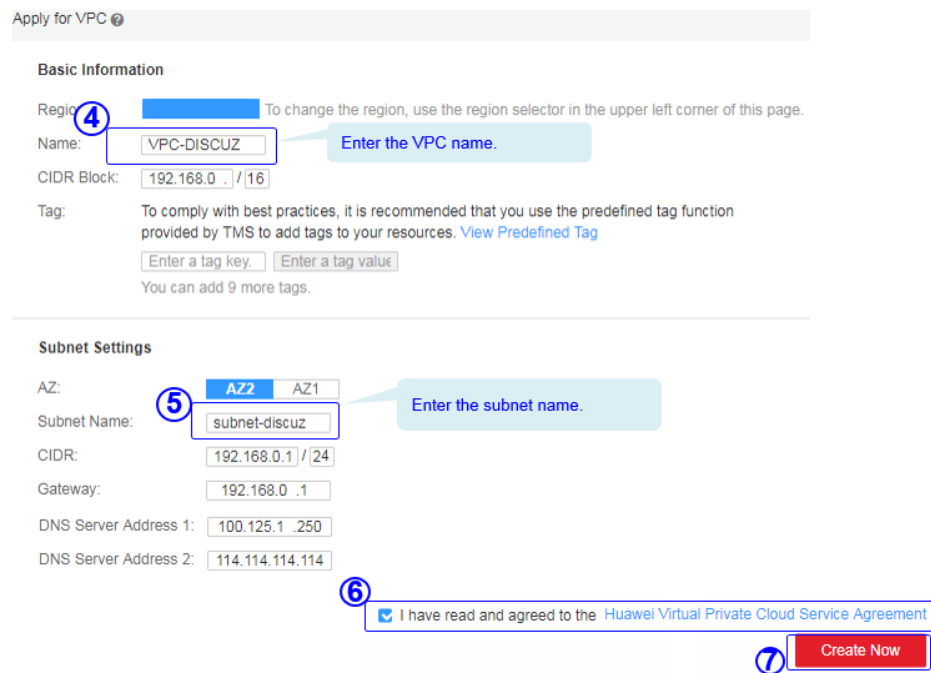 Apply for VPC ?
Basic Information
Region 4 To change the region, use the region selector in the upper left corner of this page.
Name: VPC-DISCUZ Enter the VPC name.
CIDR Block: 192.168.0 . / 16
Tag: To comply with best practices, it is recommended that you use the predefined tag function
provided by TMS to add tags to your resources. View Predefined Tag
Enter a tag key. Enter a tag value
You can add 9 more tags.
Subnet Settings
AZ: AZ2 AZ1
5 Enter the subnet name.
Subnet Name: subnet-discuz
CIDR: 192.168.0.1 / 24
Gateway: 192.168.0 .1
DNS Server Address 1: 100.125.1 .250
DNS Server Address 2: 114.114.114.114
6
I have read and agreed to the Huawei Virtual Private Cloud Service Agreement
7 Create Now